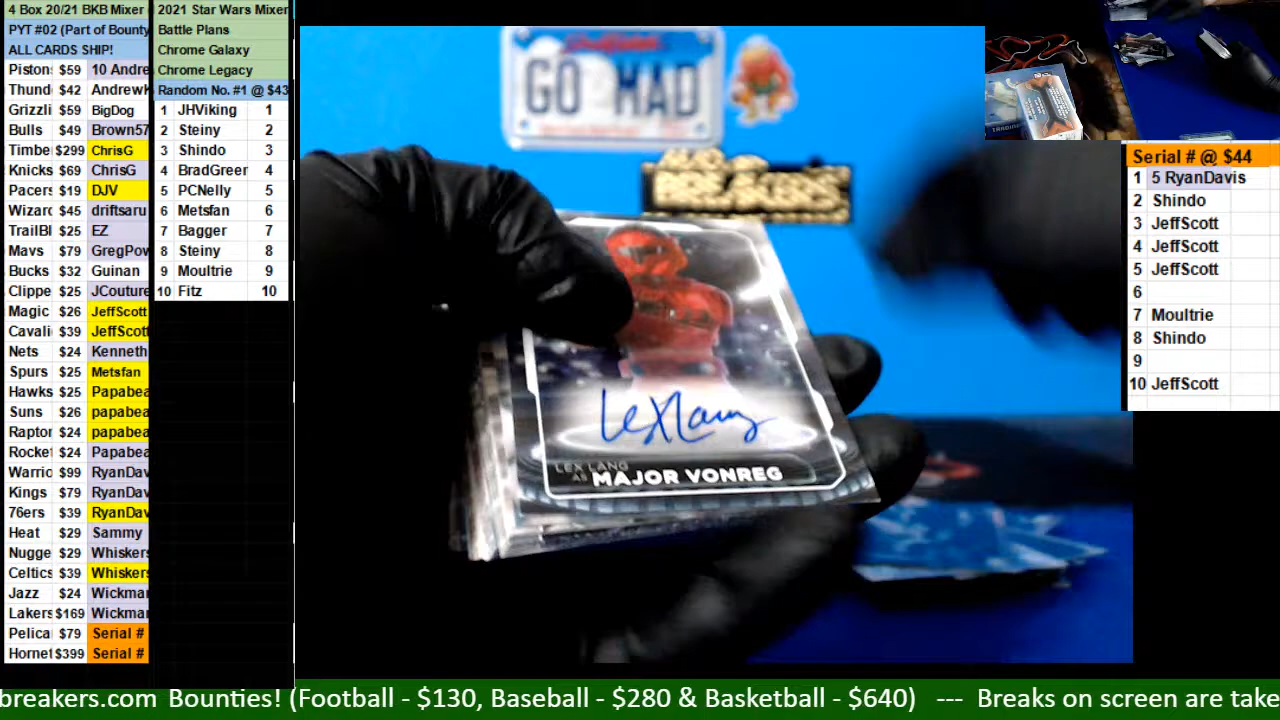 4 Box 20/21 BKB Mixer
PYT #02 (Part of Bounty
ALL CARDS SHIP!
Piston $59 10 Andre
Thund $42 AndrewK
Grizzli $59 BigDog
Bulls $49 Brown57
Timbe $299 ChrisG
Knicks $69 ChrisG
Pacers $19 DJV
Wizard $45 driftsaru
TrailBl $25 EZ
Mavs $79 GregPow
Bucks $32 Guinan
Clippe $25 JCouture
Magic $26 JeffScott
Cavali $39 JeffScott
Nets $24 Kenneth
Spurs $25 Metsfan
Hawks $25 Papabea
Suns $26 papabea
Raptor $24 papabea
Rocket $24 Papabea
Warrio $99 RyanDav
Kings $79 RyanDav
76ers $39 RyanDav
Heat $29 Sammy
Nugge $29 Whiskers
Celtics $39 Whiskers
Jazz $24 Wickman
Lakers $169 Wickman
Pelica $79 Serial #
Hornet $399 Serial #
2021 Star Wars Mixer
Battle Plans
Chrome Galaxy
Chrome Legacy
Random No. #1 @ $43
1 JHViking 1
2 Steiny 2
3 Shindo 3
4 BradGreer 4
5 PCNelly 5
6 Metsfan 6
7 Bagger 7
8 Steiny 8
9 Moultrie 9
10 Fitz 10
GO MAD
BREAKERS
Lex Lang
LEX LANG
AS MAJOR VONREG
Serial # @ $44
1 5 RyanDavis
2 Shindo
3 JeffScott
4 JeffScott
5 JeffScott
6
7 Moultrie
8 Shindo
9
10 JeffScott
breakers.com Bounties! (Football - $130, Baseball - $280 & Basketball - $640) --- Breaks on screen are take